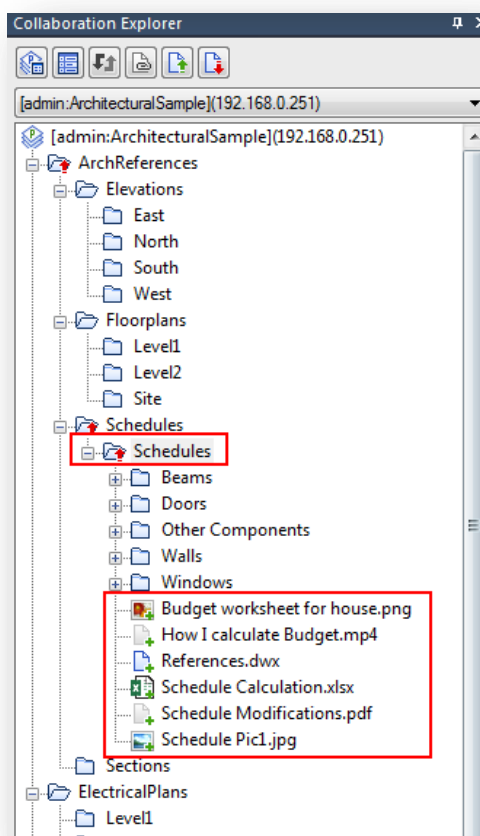 Collaboration Explorer
[admin:ArchitecturalSample](192.168.0.251)
[admin:ArchitecturalSample](192.168.0.251)
ArchReferences
Elevations
East
North
South
West
Floorplans
Level1
Level2
Site
Schedules
Schedules
Beams
Doors
Other Components
Walls
Windows
Budget worksheet for house.png
How I calculate Budget.mp4
References.dwx
Schedule Calculation.xlsx
Schedule Modifications.pdf
Schedule Pic1.jpg
Sections
ElectricalPlans
Level1